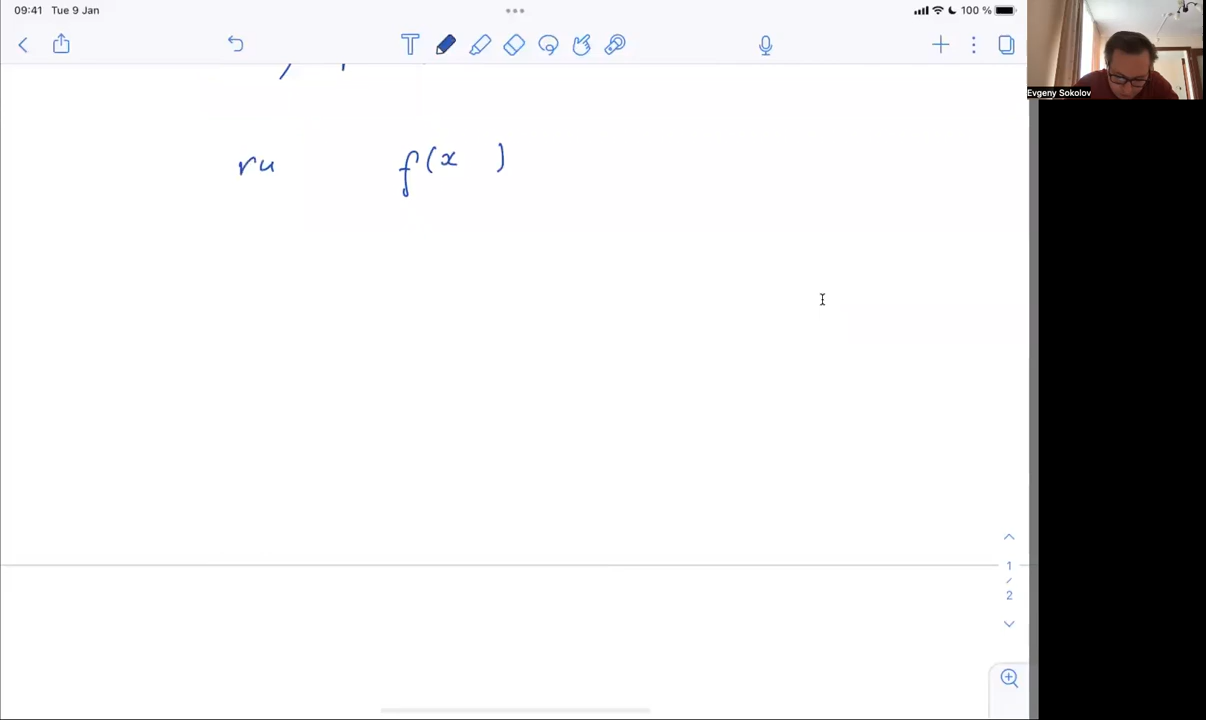 09:41 Tue 9 Jan
100 %
Evgeny Sokolov
ru f(x )
1
/
2